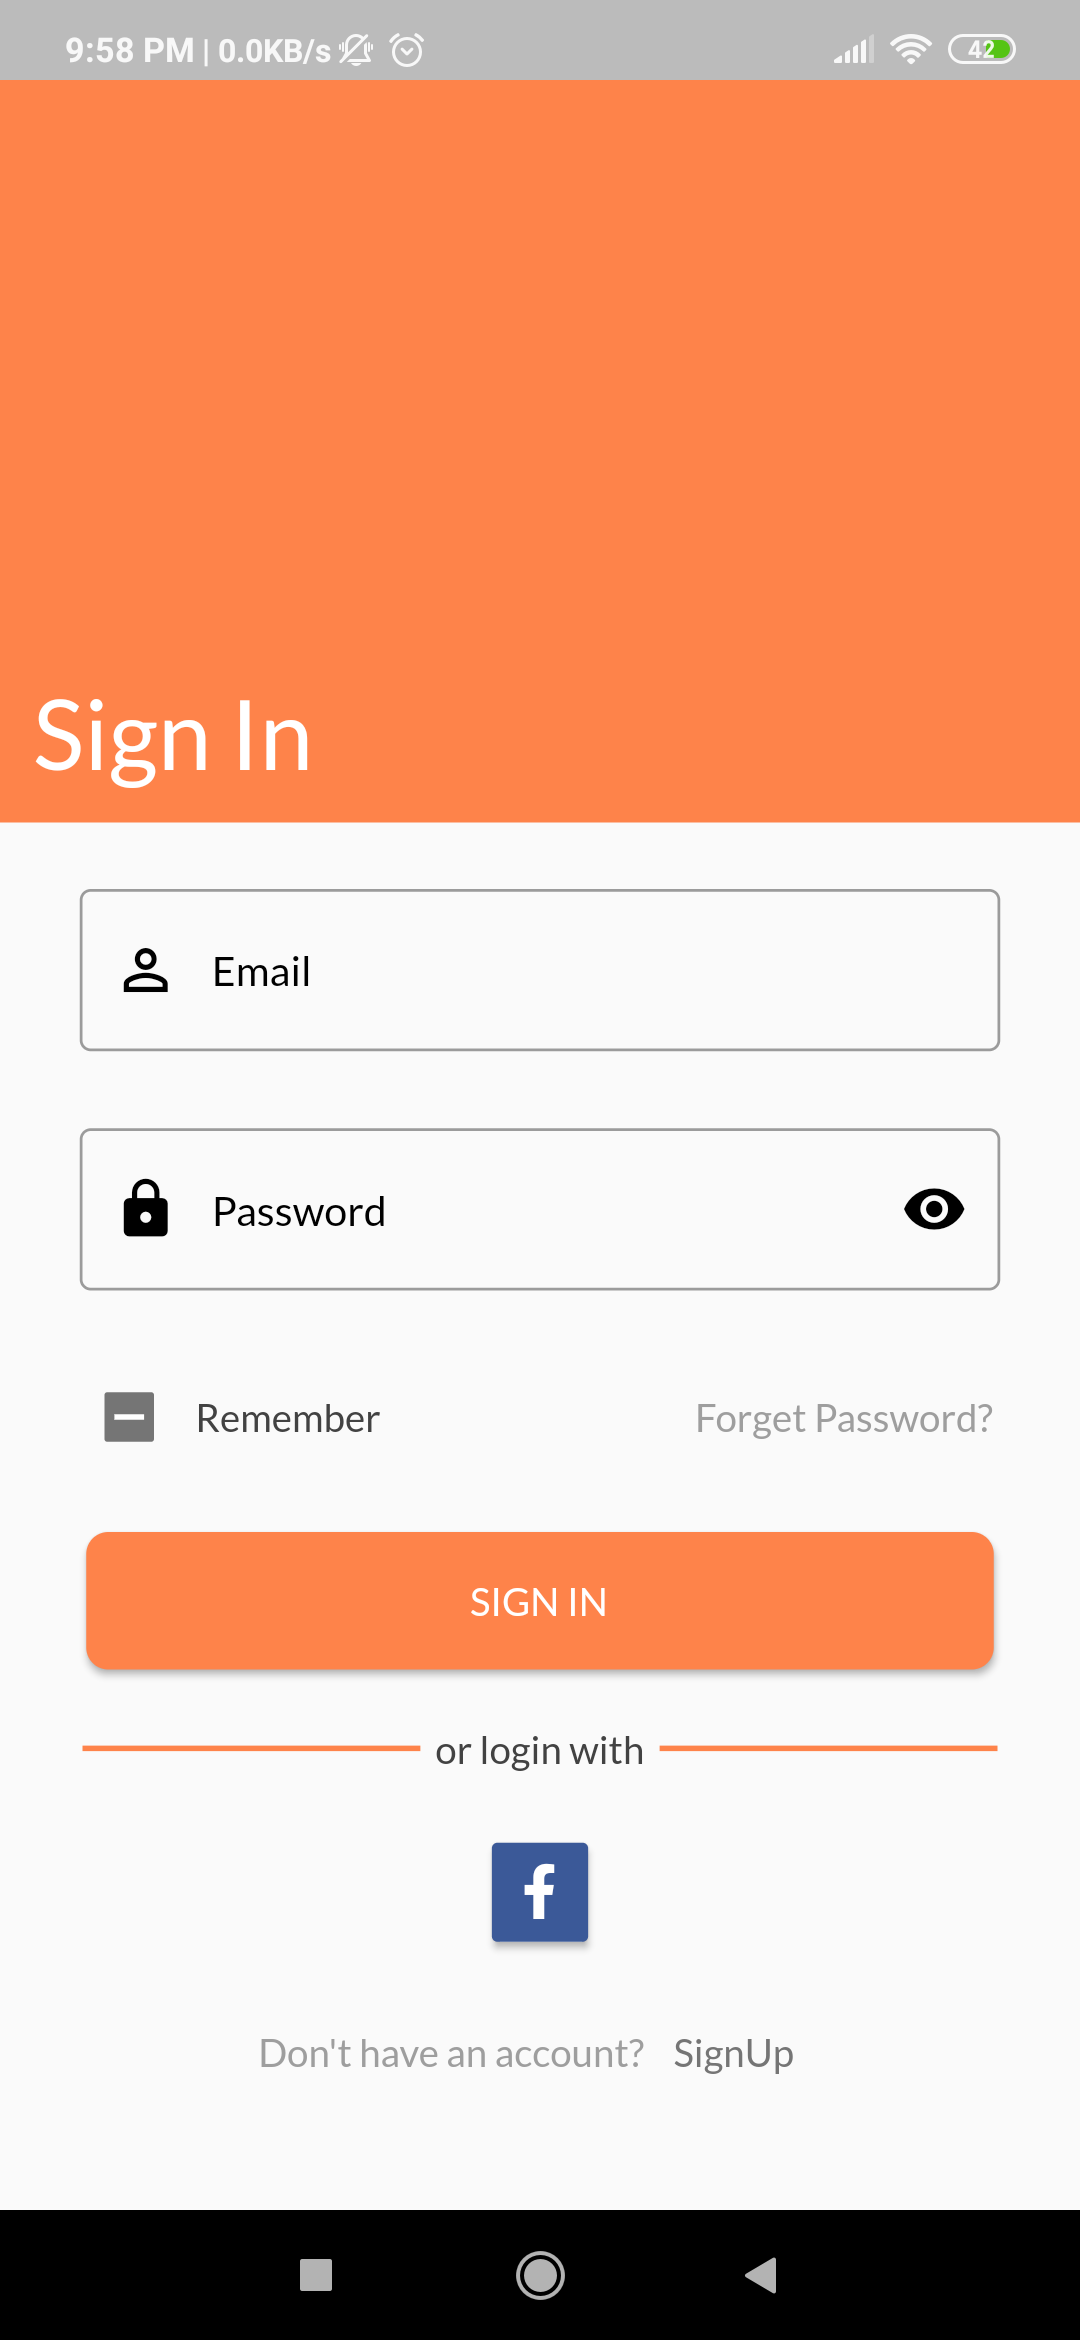 9:58 PM | 0.0KB/s
42
Sign In
Email
Password
Remember
Forget Password?
SIGN IN
or login with
f
Don't have an account? SignUp